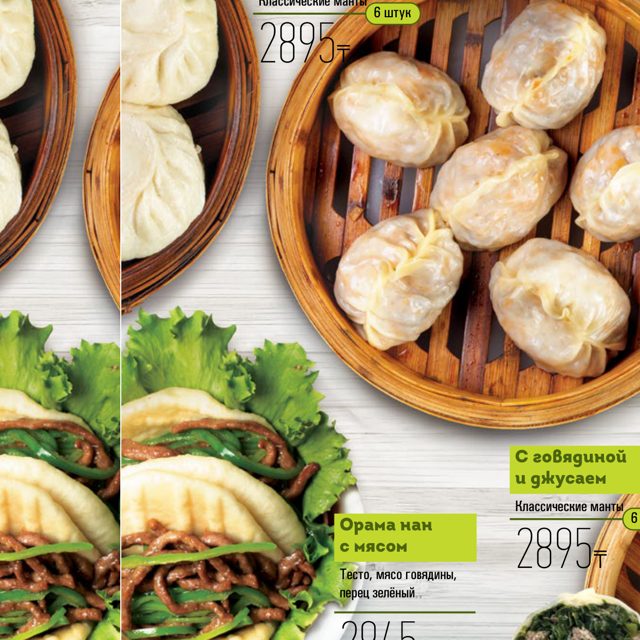 Классические манты
6 штук
2895₸
С говядиной
и джусаем
Классические манты
6
2895₸
Орама нан
с мясом
Тесто, мясо говядины,
перец зелёный..